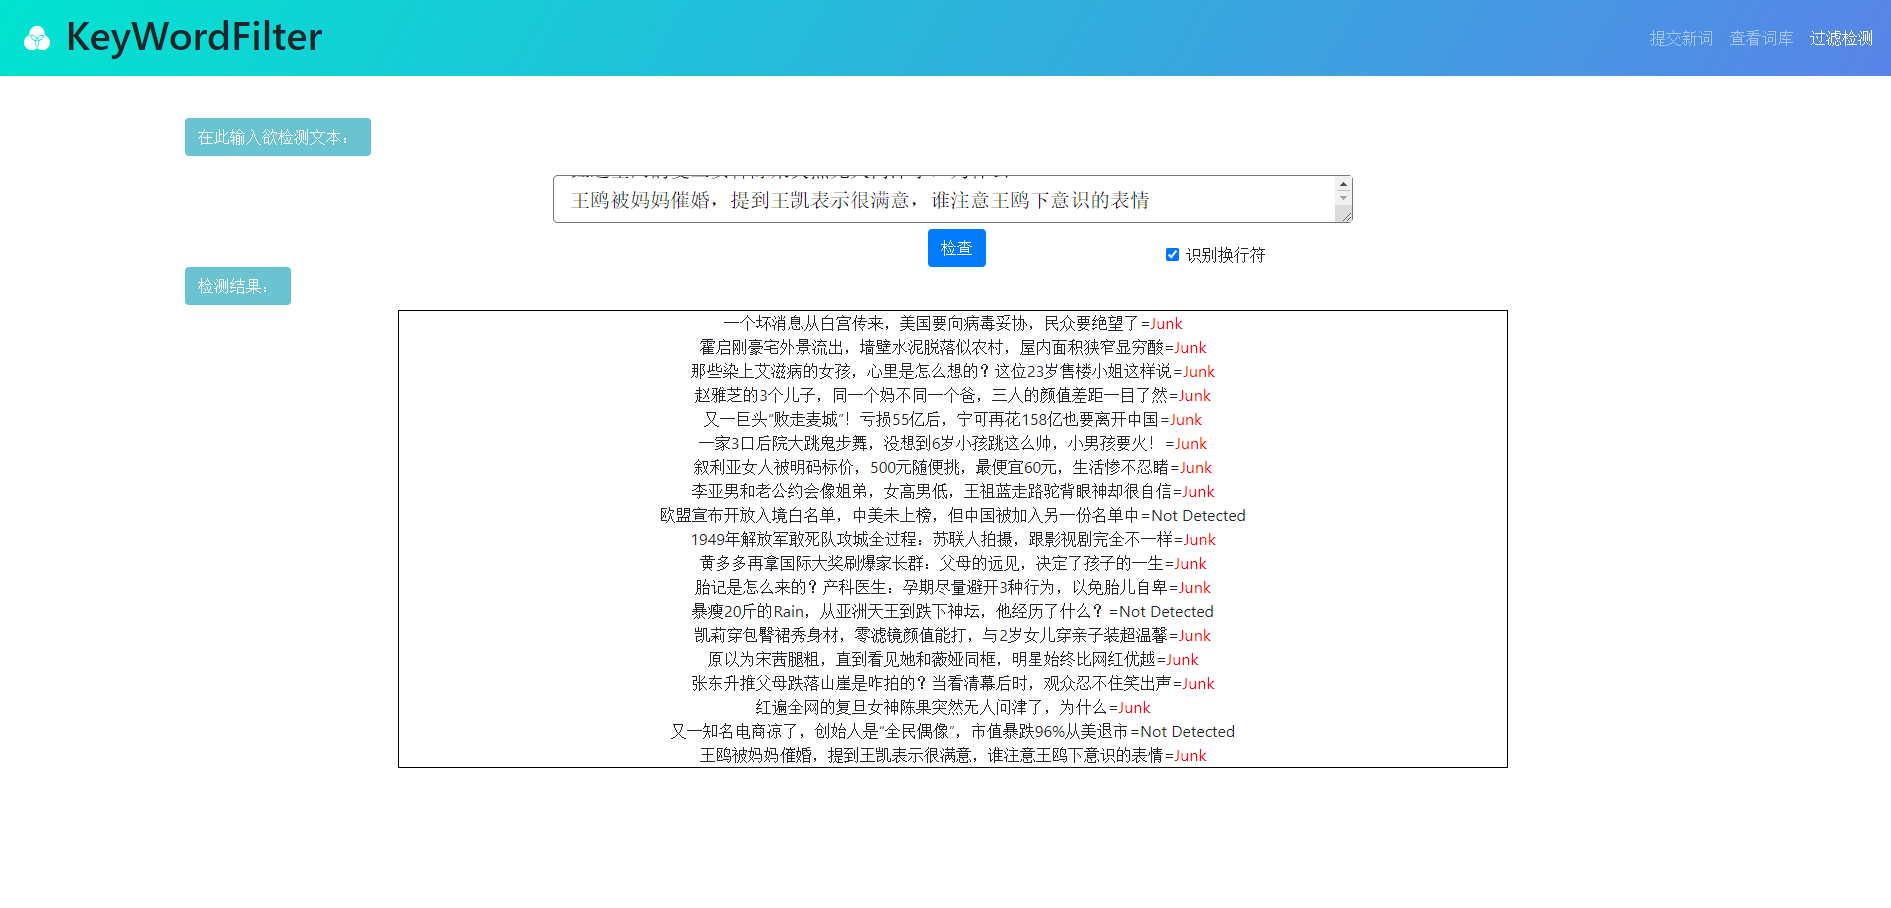 KeyWordFilter
提交新词 查看词库 过滤检测
在此输入欲检测文本：
王鸥被妈妈催婚，提到王凯表示很满意，谁注意王鸥下意识的表情
检查
识别换行符
检测结果：
一个坏消息从白宫传来，美国要向病毒妥协，民众要绝望了=Junk
霍启刚豪宅外景流出，墙壁水泥脱落似农村，屋内面积狭窄显穷酸=Junk
那些染上艾滋病的女孩，心里是怎么想的？这位23岁售楼小姐这样说=Junk
赵雅芝的3个儿子，同一个妈不同一个爸，三人的颜值差距一目了然=Junk
又一巨头“败走麦城”！亏损55亿后，宁可再花158亿也要离开中国=Junk
一家3口后院大跳鬼步舞，没想到6岁小孩跳这么帅，小男孩要火！=Junk
叙利亚女人被明码标价，500元随便挑，最便宜60元，生活惨不忍睹=Junk
李亚男和老公约会像姐弟，女高男低，王祖蓝走路驼背眼神却很自信=Junk
欧盟宣布开放入境白名单，中美未上榜，但中国被加入另一份名单中=Not Detected
1949年解放军敢死队攻城全过程：苏联人拍摄，跟影视剧完全不一样=Junk
黄多多再拿国际大奖刷爆家长群：父母的远见，决定了孩子的一生=Junk
胎记是怎么来的？产科医生：孕期尽量避开3种行为，以免胎儿自卑=Junk
暴瘦20斤的Rain，从亚洲天王到跌下神坛，他经历了什么？=Not Detected
凯莉穿包臀裙秀身材，零滤镜颜值能打，与2岁女儿穿亲子装超温馨=Junk
原以为宋茜腿粗，直到看见她和薇娅同框，明星始终比网红优越=Junk
张东升推父母跌落山崖是咋拍的？当看清幕后时，观众忍不住笑出声=Junk
红遍全网的复旦女神陈果突然无人问津了，为什么=Junk
又一知名电商凉了，创始人是“全民偶像”，市值暴跌96%从美退市=Not Detected
王鸥被妈妈催婚，提到王凯表示很满意，谁注意王鸥下意识的表情=Junk